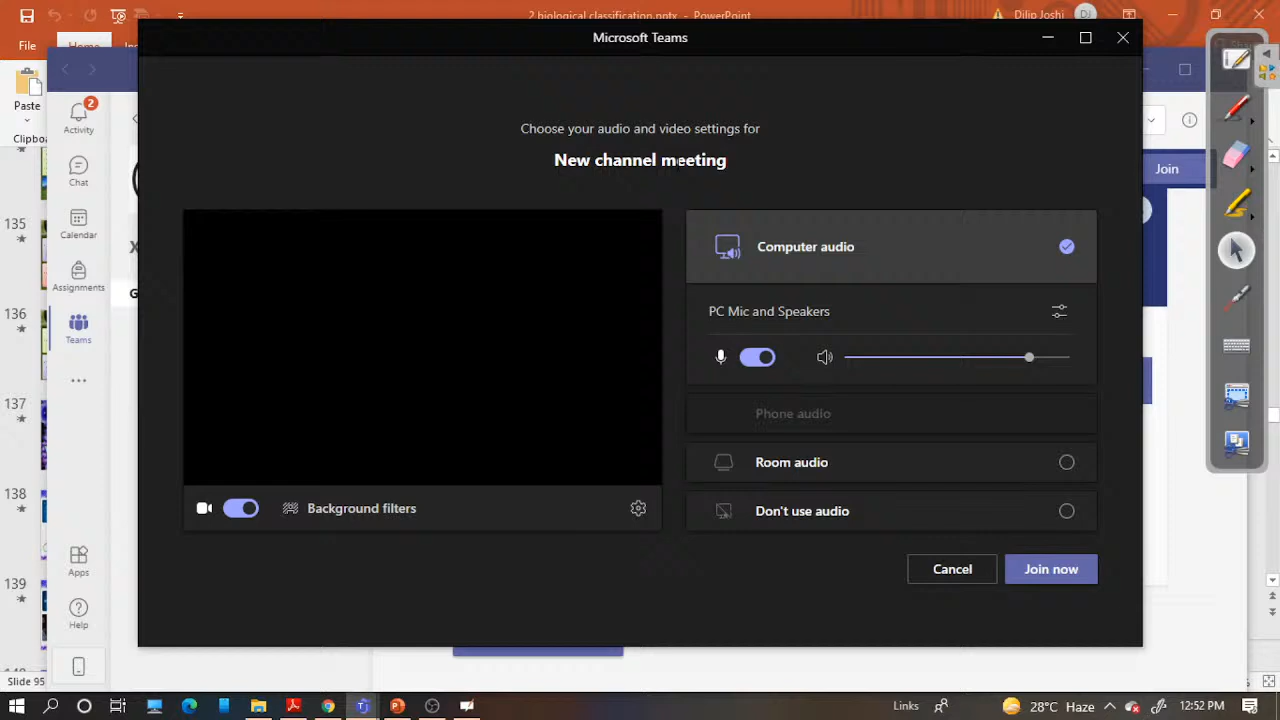 2 biological classification.pptx - PowerPoint
Dilip Joshi
DJ
File
Home
Microsoft Teams
Paste
Clipb
2
Activity
Chat
Calendar
Assignments
Teams
Apps
Help
Join
Choose your audio and video settings for
New channel meeting
Computer audio
PC Mic and Speakers
Phone audio
Room audio
Don't use audio
Background filters
Cancel
Join now
135
136
137
138
139
Slide 95
Links
28°C Haze
12:52 PM